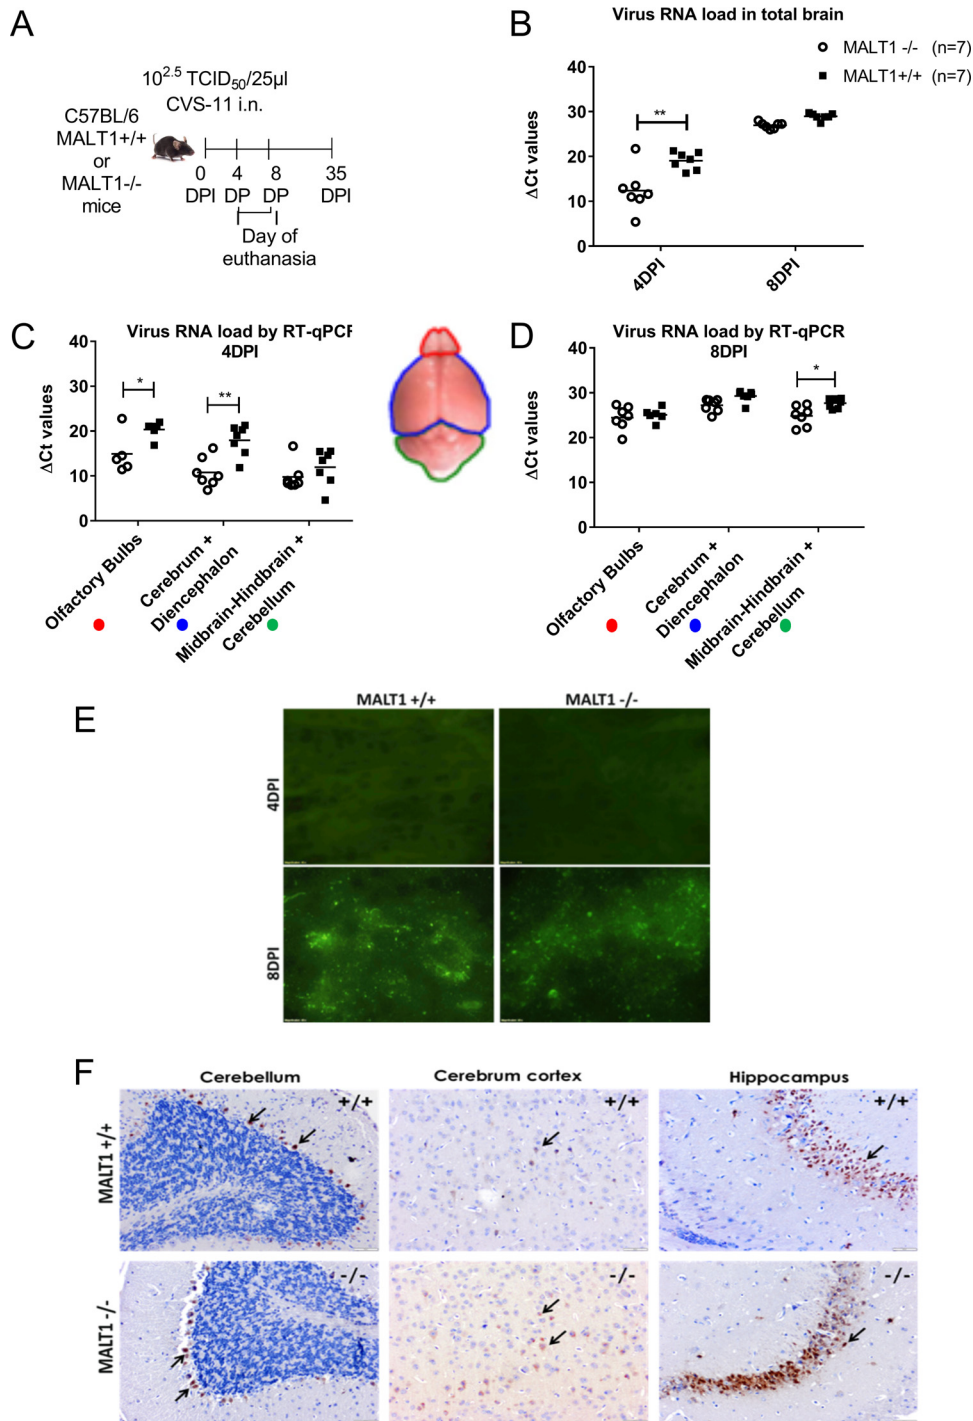 A
10^2.5 TCID50/25µl
CVS-11 i.n.
C57BL/6
MALT1+/+
or
MALT1-/-
mice
0 4 8 35
DPI DP DP DPI
Day of
euthanasia
B
Virus RNA load in total brain
MALT1 -/- (n=7)
MALT1+/+ (n=7)
ΔCt values
40
30
20
10
0
**
4DPI
8DPI
C
Virus RNA load by RT-qPCF
4DPI
ΔCt values
40
30
20
10
0
*
**
Olfactory Bulbs
Cerebrum +
Diencephalon
Midbrain-Hindbrain +
Cerebellum
D
Virus RNA load by RT-qPCR
8DPI
ΔCt values
40
30
20
10
0
*
Olfactory Bulbs
Cerebrum +
Diencephalon
Midbrain-Hindbrain +
Cerebellum
E
MALT1 +/+ MALT1 -/-
4DPI
8DPI
F
Cerebellum Cerebrum cortex Hippocampus
MALT1 +/+
+/+ +/+ +/+
MALT1 -/-
-/- -/- -/-